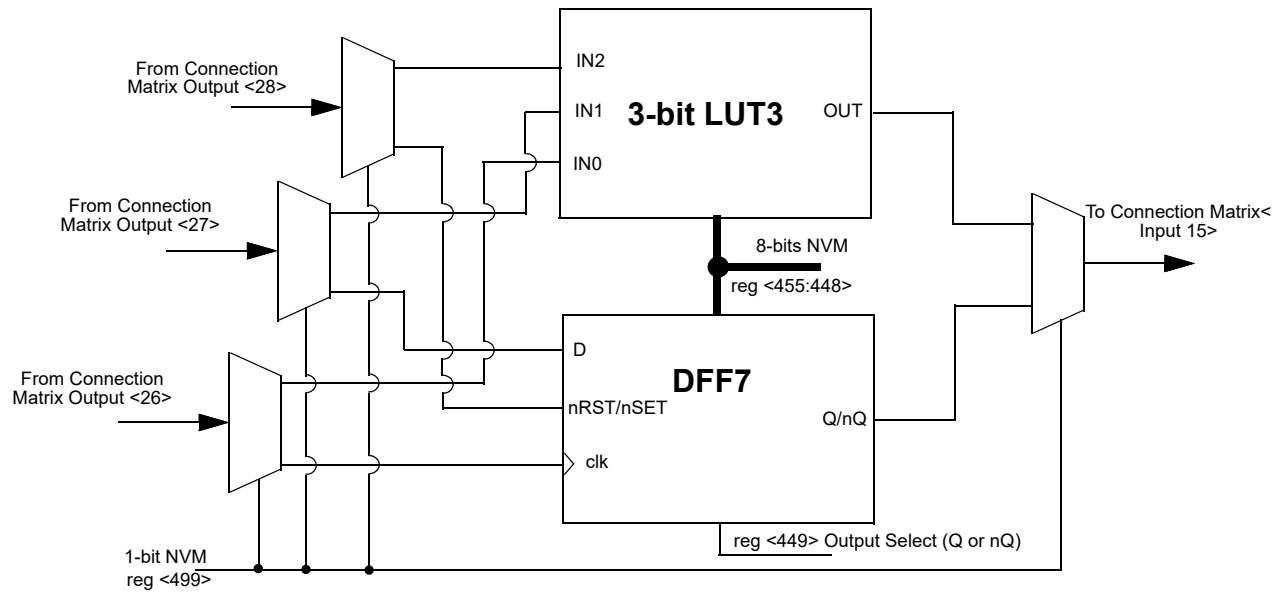 From Connection
Matrix Output <28>
IN2
IN1
IN0
3-bit LUT3
OUT
From Connection
Matrix Output <27>
To Connection Matrix<
Input 15>
8-bits NVM
reg <455:448>
From Connection
Matrix Output <26>
D
DFF7
nRST/nSET
Q/nQ
clk
reg <449> Output Select (Q or nQ)
1-bit NVM
reg <499>